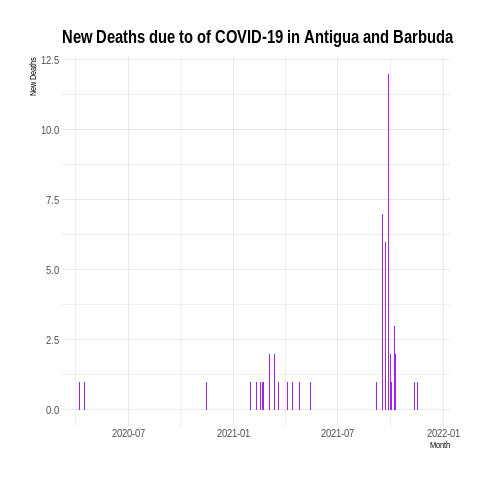 New Deaths due to of COVID-19 in Antigua and Barbuda
New Deaths
12.5
10.0
7.5
5.0
2.5
0.0
2020-07 2021-01 2021-07 2022-01
Month